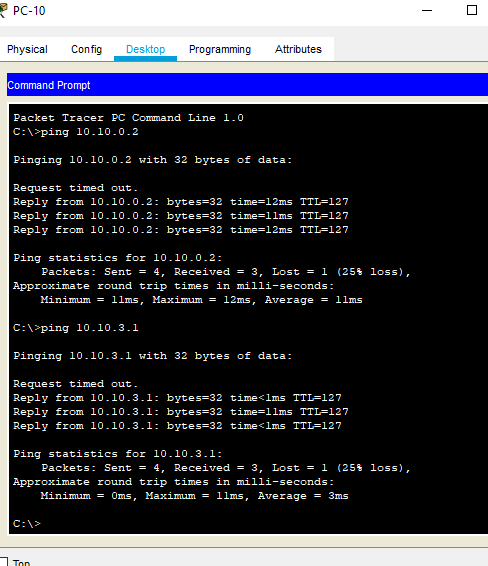 PC-10
Physical Config Desktop Programming Attributes
Command Prompt
Packet Tracer PC Command Line 1.0
C:\>ping 10.10.0.2
Pinging 10.10.0.2 with 32 bytes of data:
Request timed out.
Reply from 10.10.0.2: bytes=32 time=12ms TTL=127
Reply from 10.10.0.2: bytes=32 time=11ms TTL=127
Reply from 10.10.0.2: bytes=32 time=12ms TTL=127
Ping statistics for 10.10.0.2:
Packets: Sent = 4, Received = 3, Lost = 1 (25% loss),
Approximate round trip times in milli-seconds:
Minimum = 11ms, Maximum = 12ms, Average = 11ms
C:\>ping 10.10.3.1
Pinging 10.10.3.1 with 32 bytes of data:
Request timed out.
Reply from 10.10.3.1: bytes=32 time<1ms TTL=127
Reply from 10.10.3.1: bytes=32 time=11ms TTL=127
Reply from 10.10.3.1: bytes=32 time<1ms TTL=127
Ping statistics for 10.10.3.1:
Packets: Sent = 4, Received = 3, Lost = 1 (25% loss),
Approximate round trip times in milli-seconds:
Minimum = 0ms, Maximum = 11ms, Average = 3ms
C:\>
Top